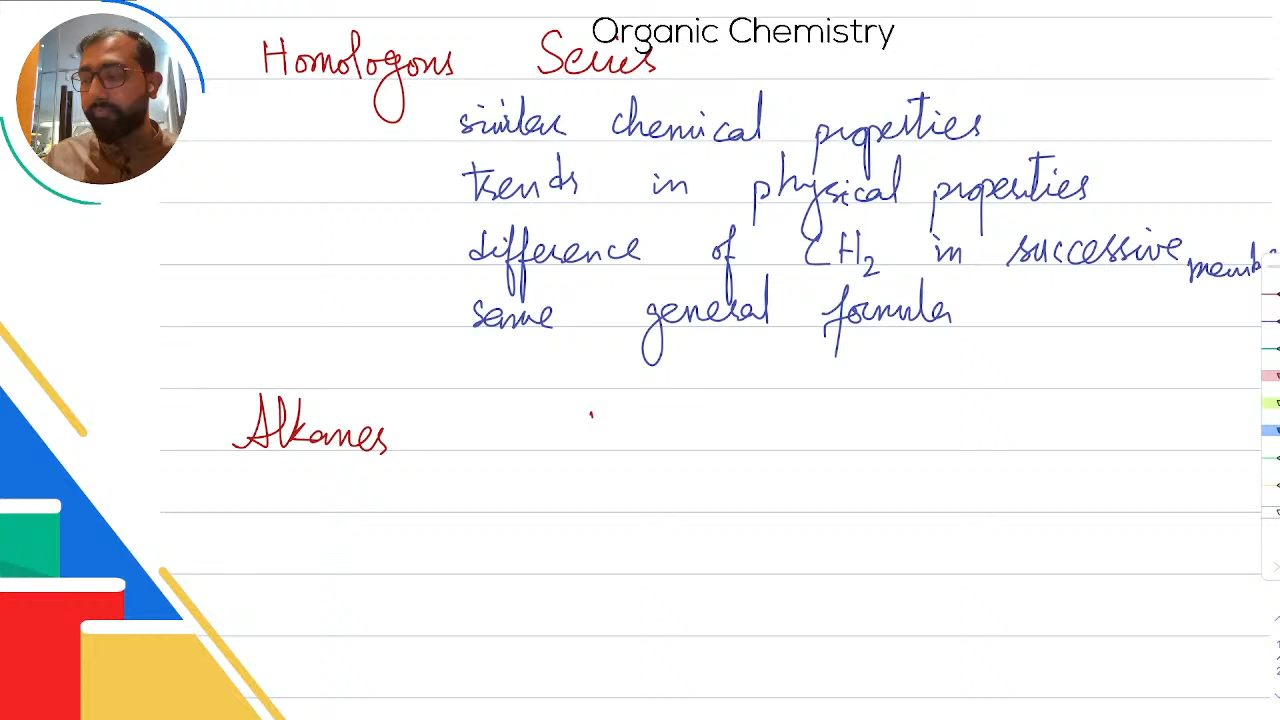 Organic Chemistry
Homologous Series
similar chemical properties
trends in physical properties
difference of CH₂ in successive memb
same general formula
Alkanes